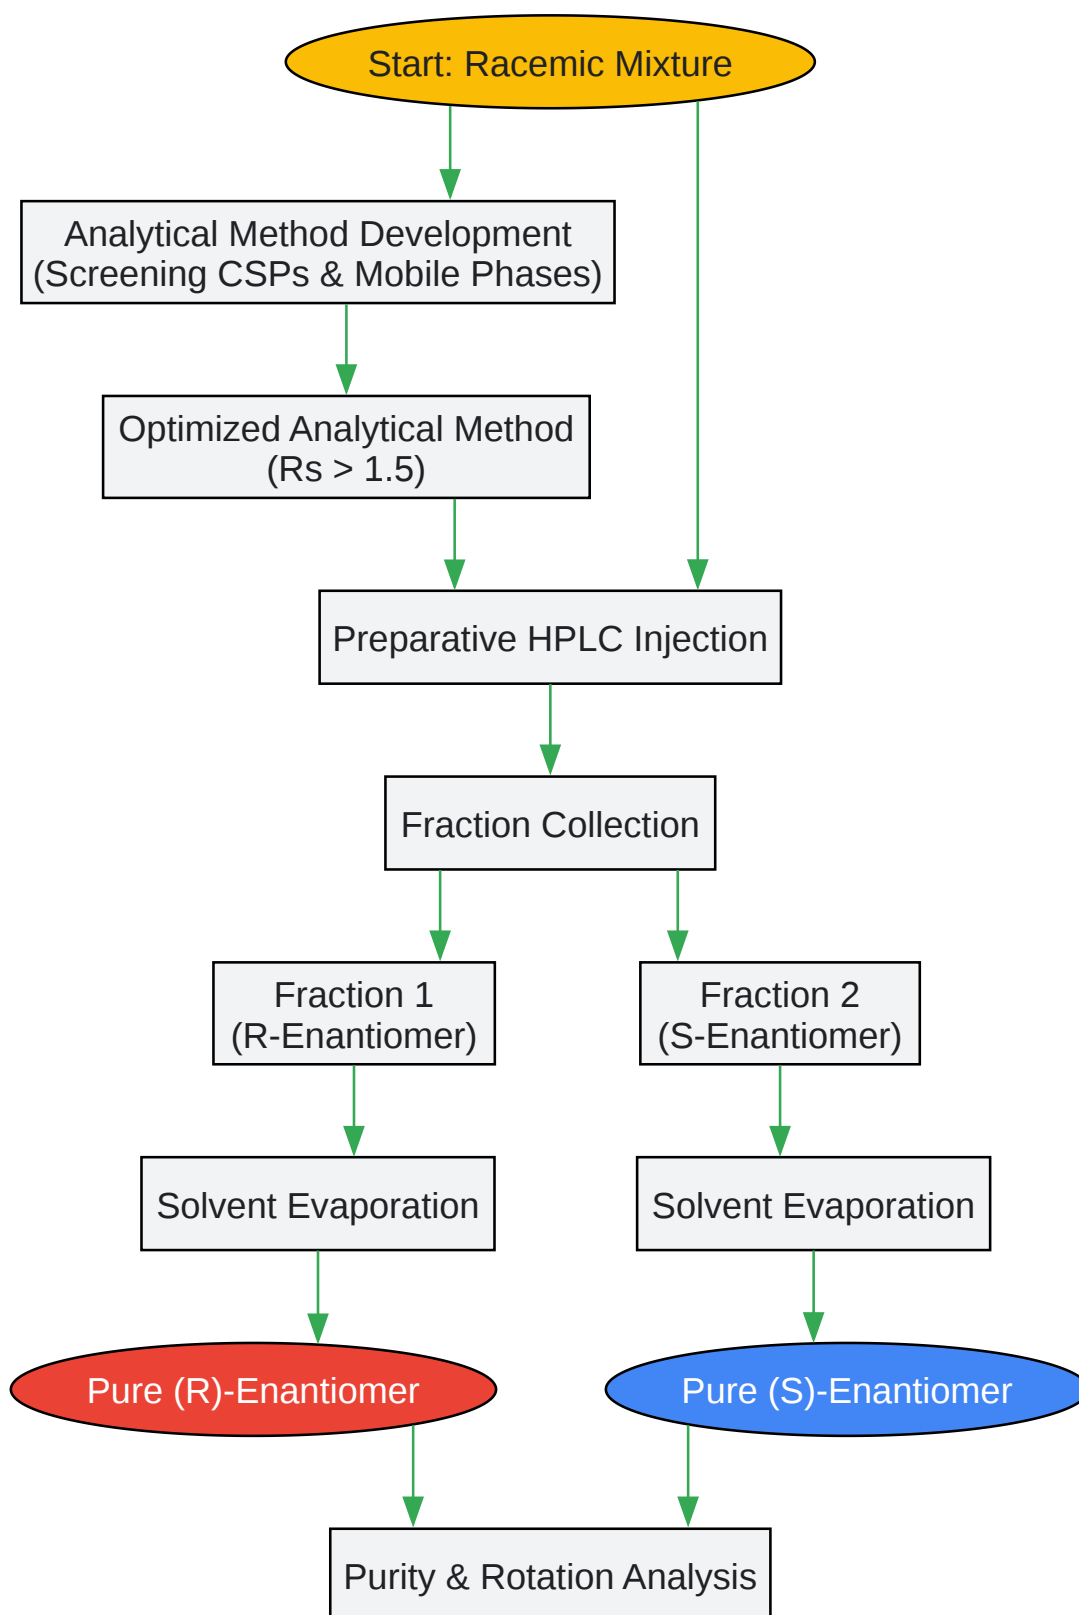 Start: Racemic Mixture
Analytical Method Development
(Screening CSPs & Mobile Phases)
Optimized Analytical Method
(Rs > 1.5)
Preparative HPLC Injection
Fraction Collection
Fraction 1
(R-Enantiomer)
Fraction 2
(S-Enantiomer)
Solvent Evaporation
Solvent Evaporation
Pure (R)-Enantiomer
Pure (S)-Enantiomer
Purity & Rotation Analysis